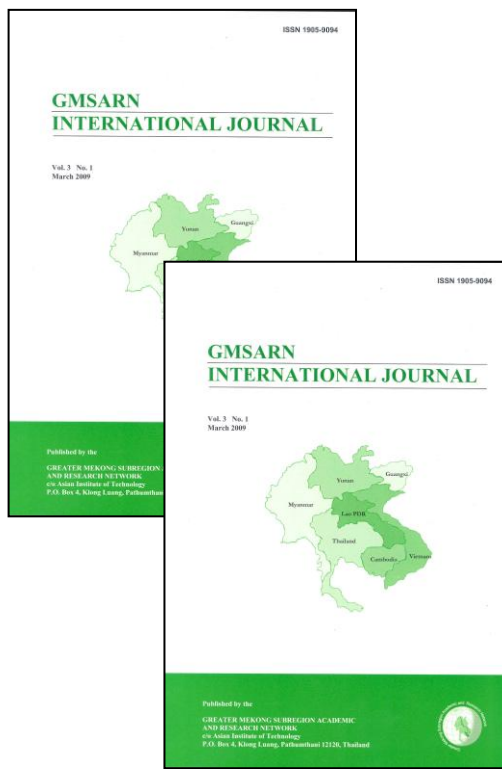 ISSN 1905-9094
GMSARN
INTERNATIONAL JOURNAL
Vol. 3 No. 1
March 2009
Yunan
Guangxi
Myanmar
Published by the
GREATER MEKONG SUBREGION
AND RESEARCH NETWORK
c/o Asian Institute of Technology
P.O. Box 4, Klong Luang, Pathumthani
ISSN 1905-9094
GMSARN
INTERNATIONAL JOURNAL
Vol. 3 No. 1
March 2009
Yunan
Guangxi
Myanmar
Lao PDR
Thailand
Cambodia
Vietnam
Published by the
GREATER MEKONG SUBREGION ACADEMIC
AND RESEARCH NETWORK
c/o Asian Institute of Technology
P.O. Box 4, Klong Luang, Pathumthani 12120, Thailand